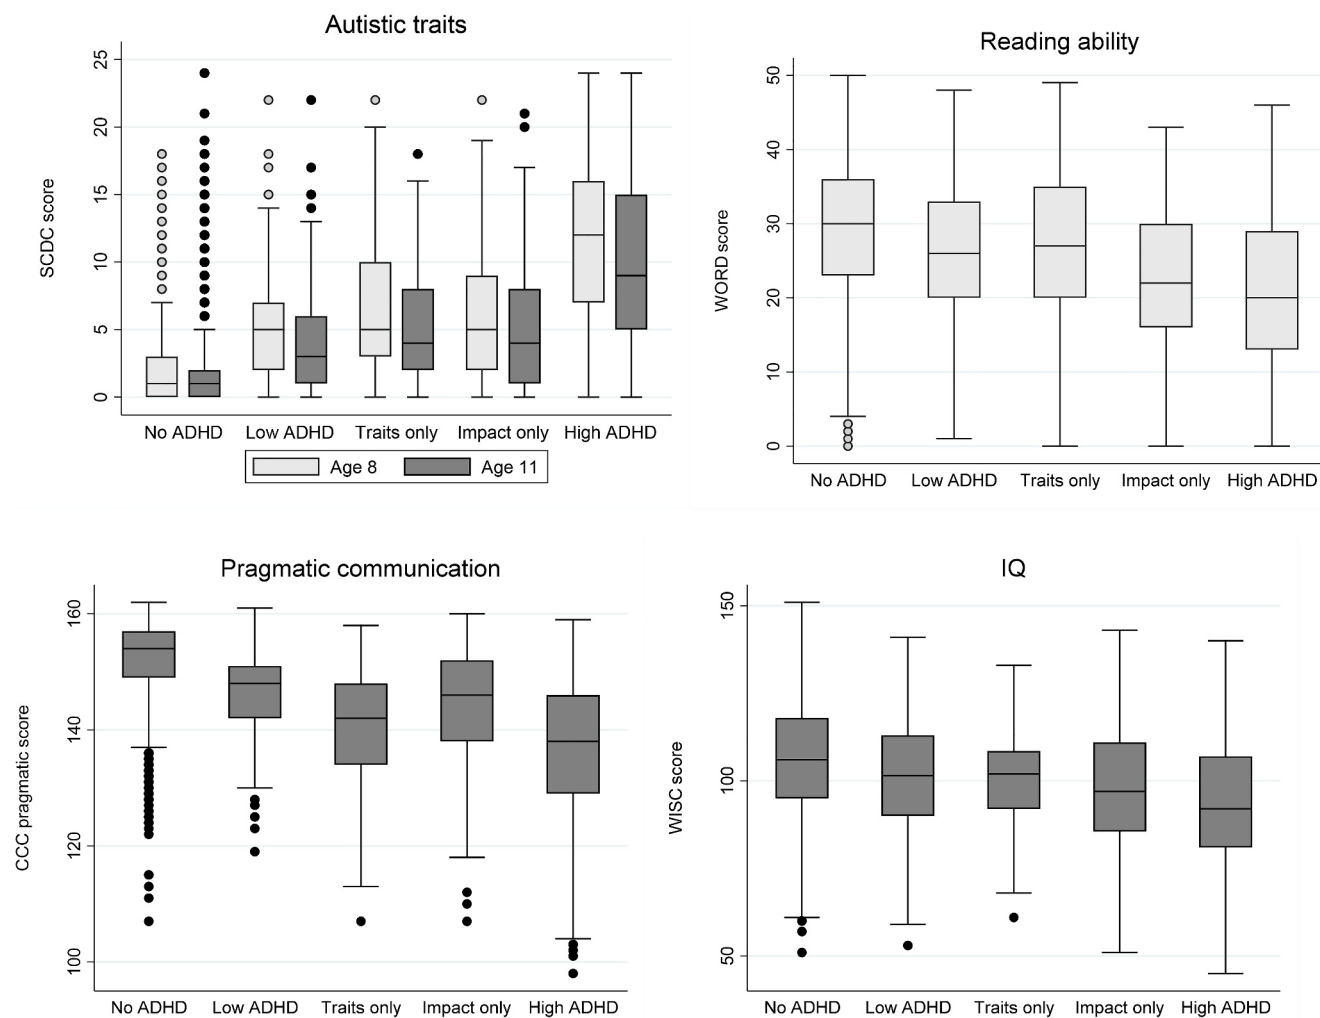 Autistic traits
SCDC score
25
20
15
10
5
0
No ADHD Low ADHD Traits only Impact only High ADHD
Age 8 Age 11
Reading ability
WORD score
50
40
30
20
10
0
No ADHD Low ADHD Traits only Impact only High ADHD
Pragmatic communication
CCC pragmatic score
160
140
120
100
No ADHD Low ADHD Traits only Impact only High ADHD
IQ
WISC score
150
100
50
No ADHD Low ADHD Traits only Impact only High ADHD